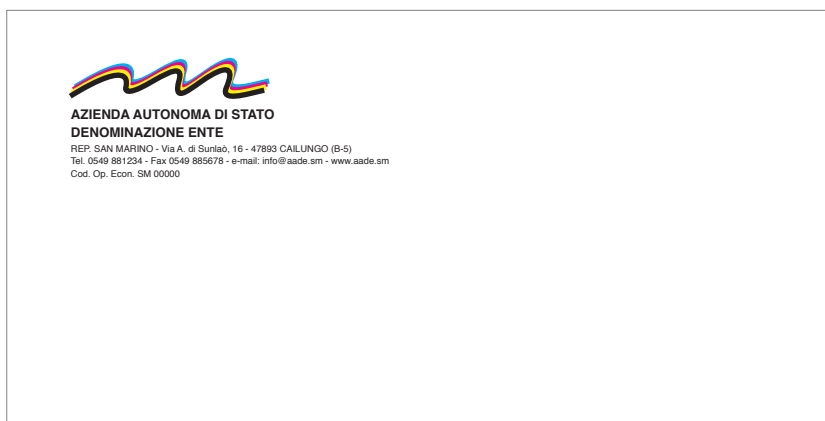 AZIENDA AUTONOMA DI STATO
DENOMINAZIONE ENTE
REP. SAN MARINO - Via A. di Sunlaò, 16 - 47893 CAILUNGO (B-5)
Tel. 0549 881234 - Fax 0549 885678 - e-mail: info@aade.sm - www.aade.sm
Cod. Op. Econ. SM 00000